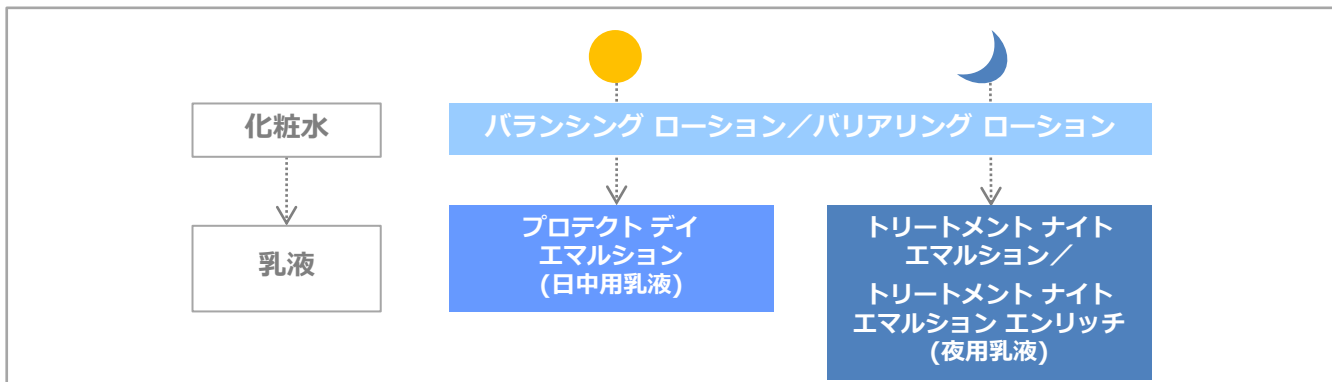 化粧水
バランシング ローション／バリアリング ローション
乳液
プロテクト デイ
エマルション
(日中用乳液)
トリートメント ナイト
エマルション／
トリートメント ナイト
エマルション エンリッチ
(夜用乳液)